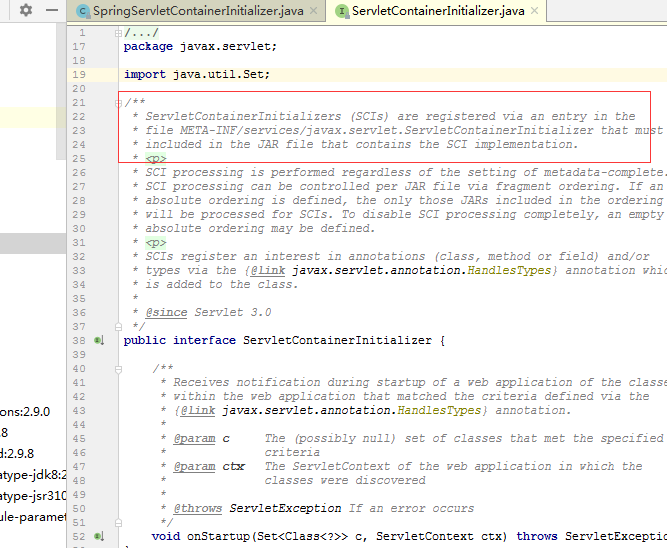 SpringServletContainerInitializer.java
ServletContainerInitializer.java
1 /.../
17 package javax.servlet;
18
19 import java.util.Set;
20
21 /**
22 * ServletContainerInitializers (SCIs) are registered via an entry in the
23 * file META-INF/services/javax.servlet.ServletContainerInitializer that must
24 * included in the JAR file that contains the SCI implementation.
25 * <p>
26 * SCI processing is performed regardless of the setting of metadata-complete.
27 * SCI processing can be controlled per JAR file via fragment ordering. If an
28 * absolute ordering is defined, the only those JARs included in the ordering
29 * will be processed for SCIs. To disable SCI processing completely, an empty
30 * absolute ordering may be defined.
31 * <p>
32 * SCIs register an interest in annotations (class, method or field) and/or
33 * types via the {@link javax.servlet.annotation.HandlesTypes} annotation whic
34 * is added to the class.
35 *
36 * @since Servlet 3.0
37 */
38 public interface ServletContainerInitializer {
39
40 /**
41 * Receives notification during startup of a web application of the classe
42 * within the web application that matched the criteria defined via the
43 * {@link javax.servlet.annotation.HandlesTypes} annotation.
44 *
45 * @param c The (possibly null) set of classes that met the specified
46 * criteria
47 * @param ctx The ServletContext of the web application in which the
48 * classes were discovered
49 *
50 * @throws ServletException If an error occurs
51 */
52 void onStartup(Set<Class<?>> c, ServletContext ctx) throws ServletException
ons:2.9.0
.8
d:2.9.8
atype-jdk8:2
atype-jsr310
ule-paramet